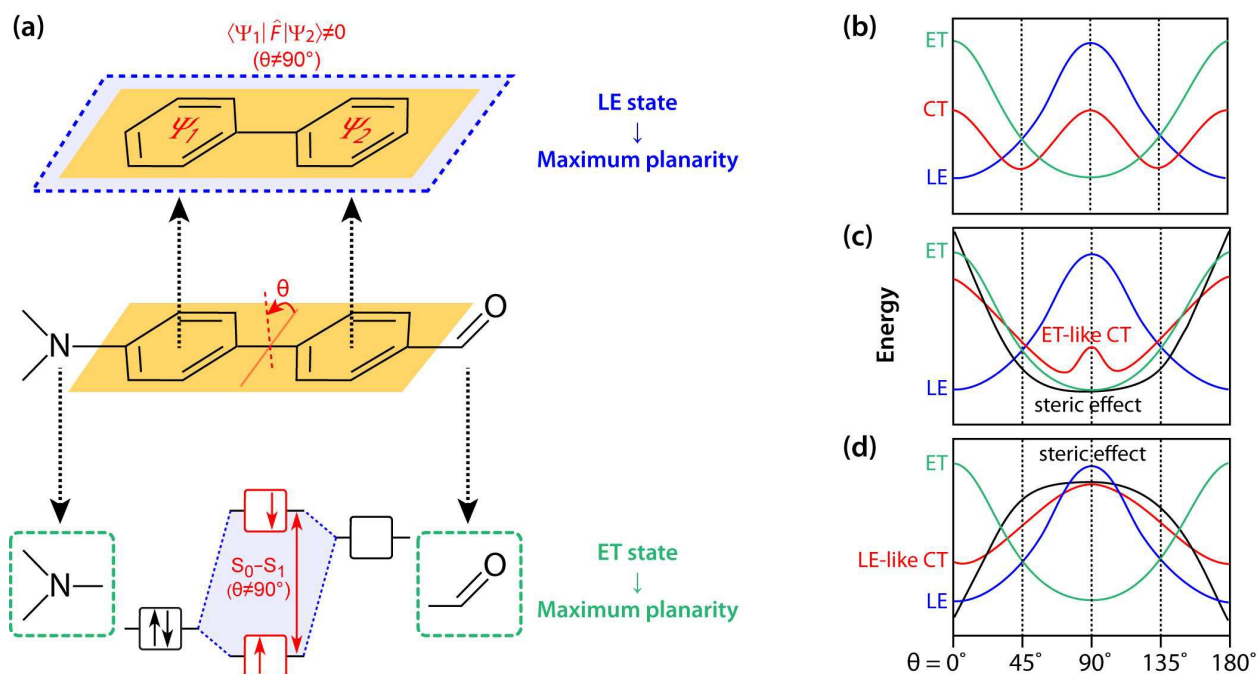 (a)
⟨Ψ₁|F̂|Ψ₂⟩≠0
(θ≠90°)
Ψ₁
Ψ₂
LE state
↓
Maximum planarity
N
θ
O
N
S₀–S₁
(θ≠90°)
O
ET state
↓
Maximum planarity
(b)
ET
CT
LE
(c)
ET
LE
ET-like CT
steric effect
Energy
(d)
steric effect
ET
LE-like CT
LE
θ = 0° 45° 90° 135° 180°